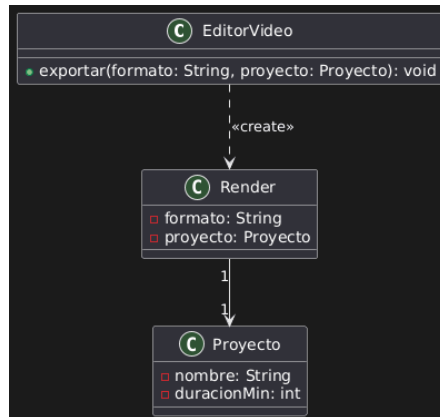 C EditorVideo
exportar(formato: String, proyecto: Proyecto): void
«create»
C Render
formato: String
proyecto: Proyecto
1
1
C Proyecto
nombre: String
duracionMin: int